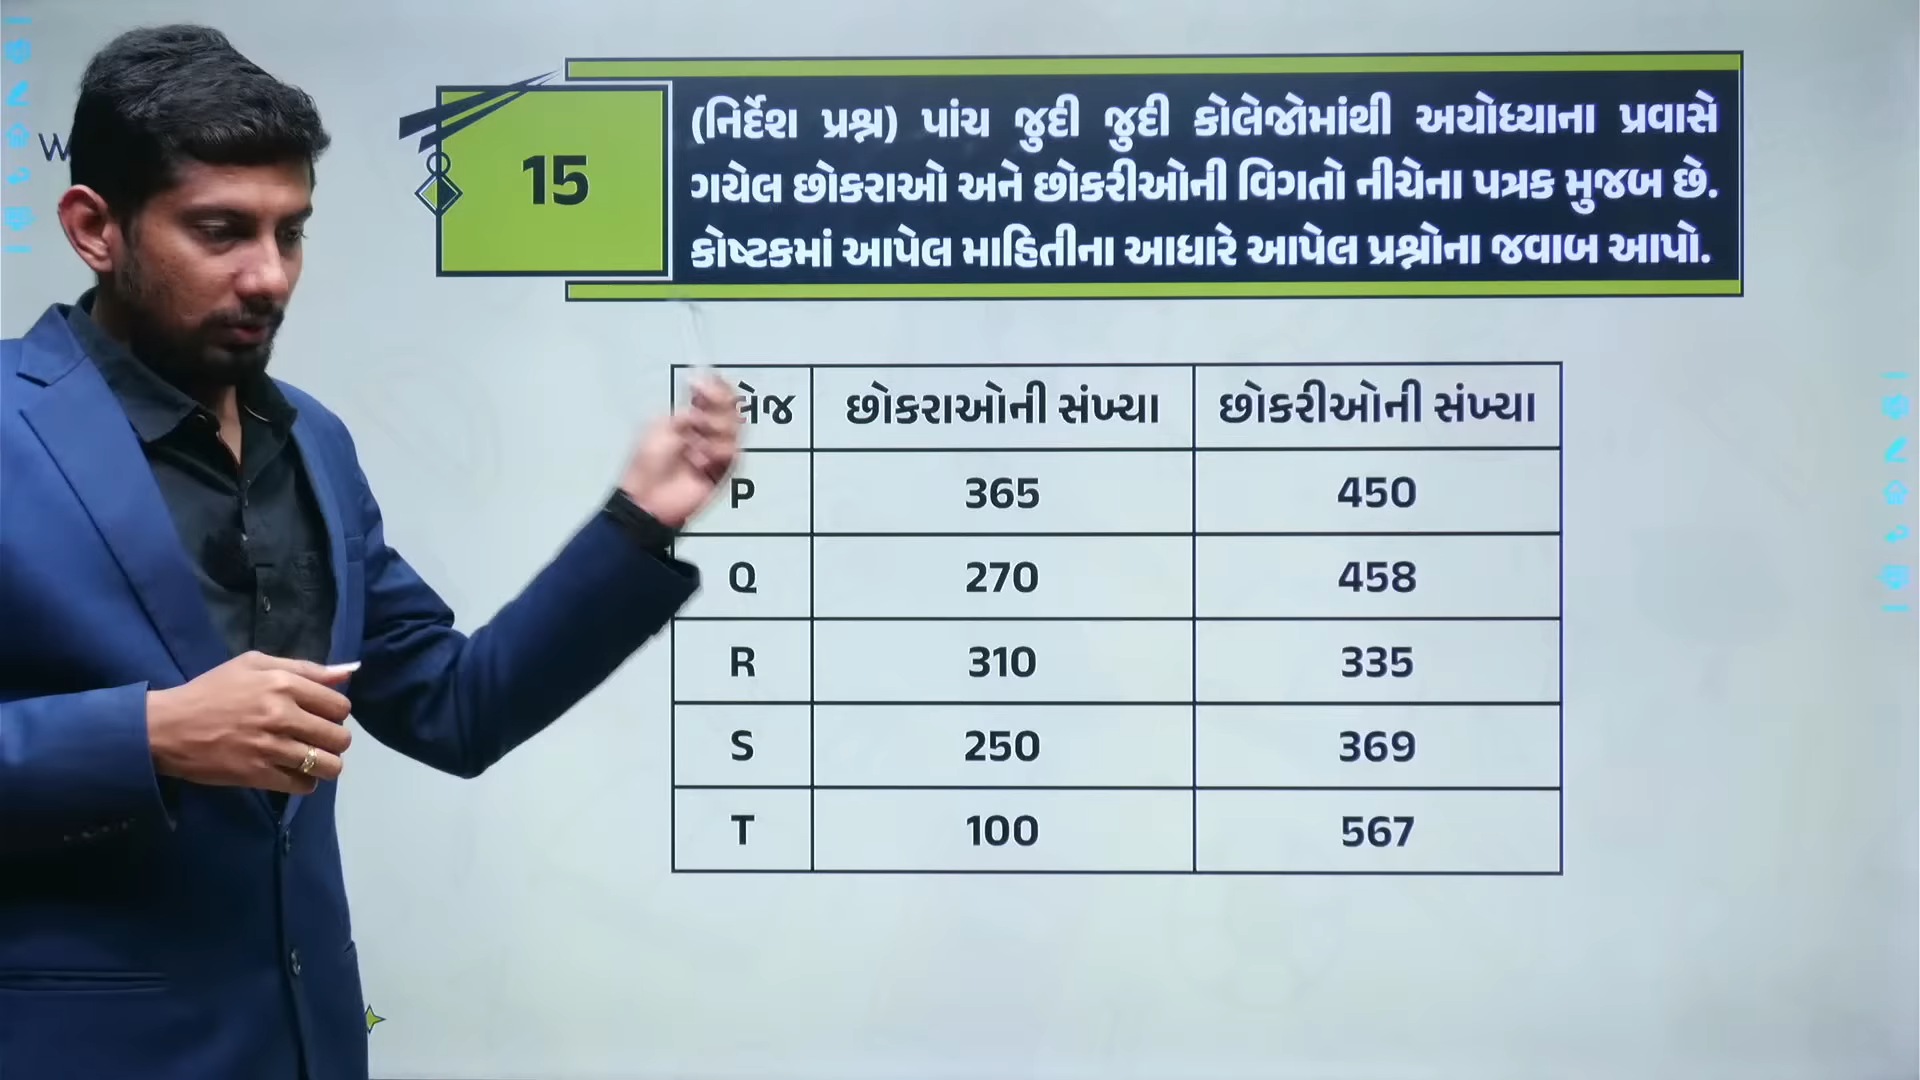 15
(નિર્દેશ પ્રશ્ન) પાંચ જુદી જુદી કોલેજોમાંથી અયોધ્યાના પ્રવાસે
ગયેલ છોકરાઓ અને છોકરીઓની વિગતો નીચેના પત્રક મુજબ છે.
કોષ્ટકમાં આપેલ માહિતીના આધારે આપેલ પ્રશ્નોના જવાબ આપો.
છોકરાઓની સંખ્યા છોકરીઓની સંખ્યા
P 365 450
Q 270 458
R 310 335
S 250 369
T 100 567